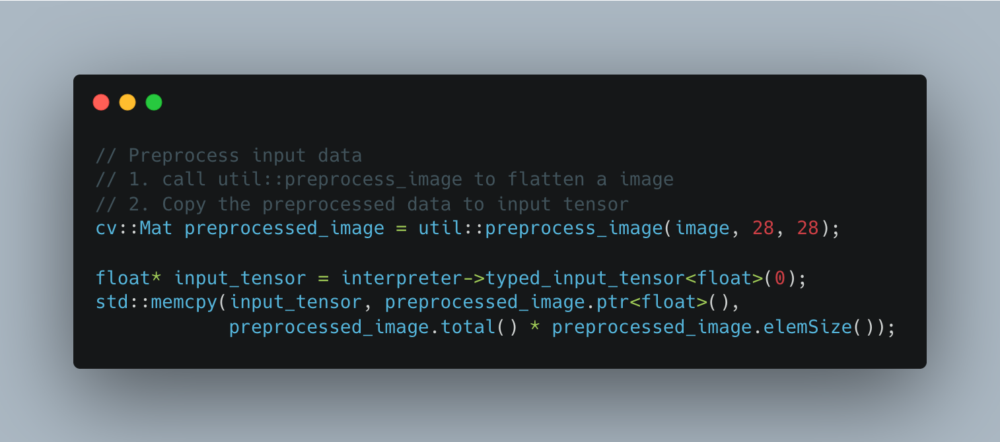 // Preprocess input data
// 1. call util::preprocess_image to flatten a image
// 2. Copy the preprocessed data to input tensor
cv::Mat preprocessed_image = util::preprocess_image(image, 28, 28);
float* input_tensor = interpreter->typed_input_tensor<float>(0);
std::memcpy(input_tensor, preprocessed_image.ptr<float>(),
preprocessed_image.total() * preprocessed_image.elemSize());